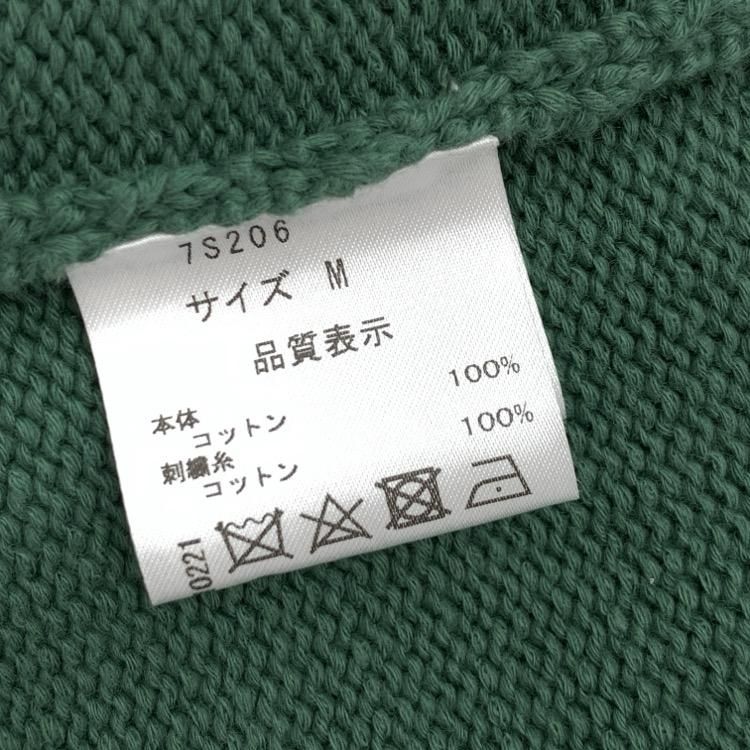 7S206
サイズ M
品質表示
本体
コットン 100%
刺繍糸
コットン 100%
0221